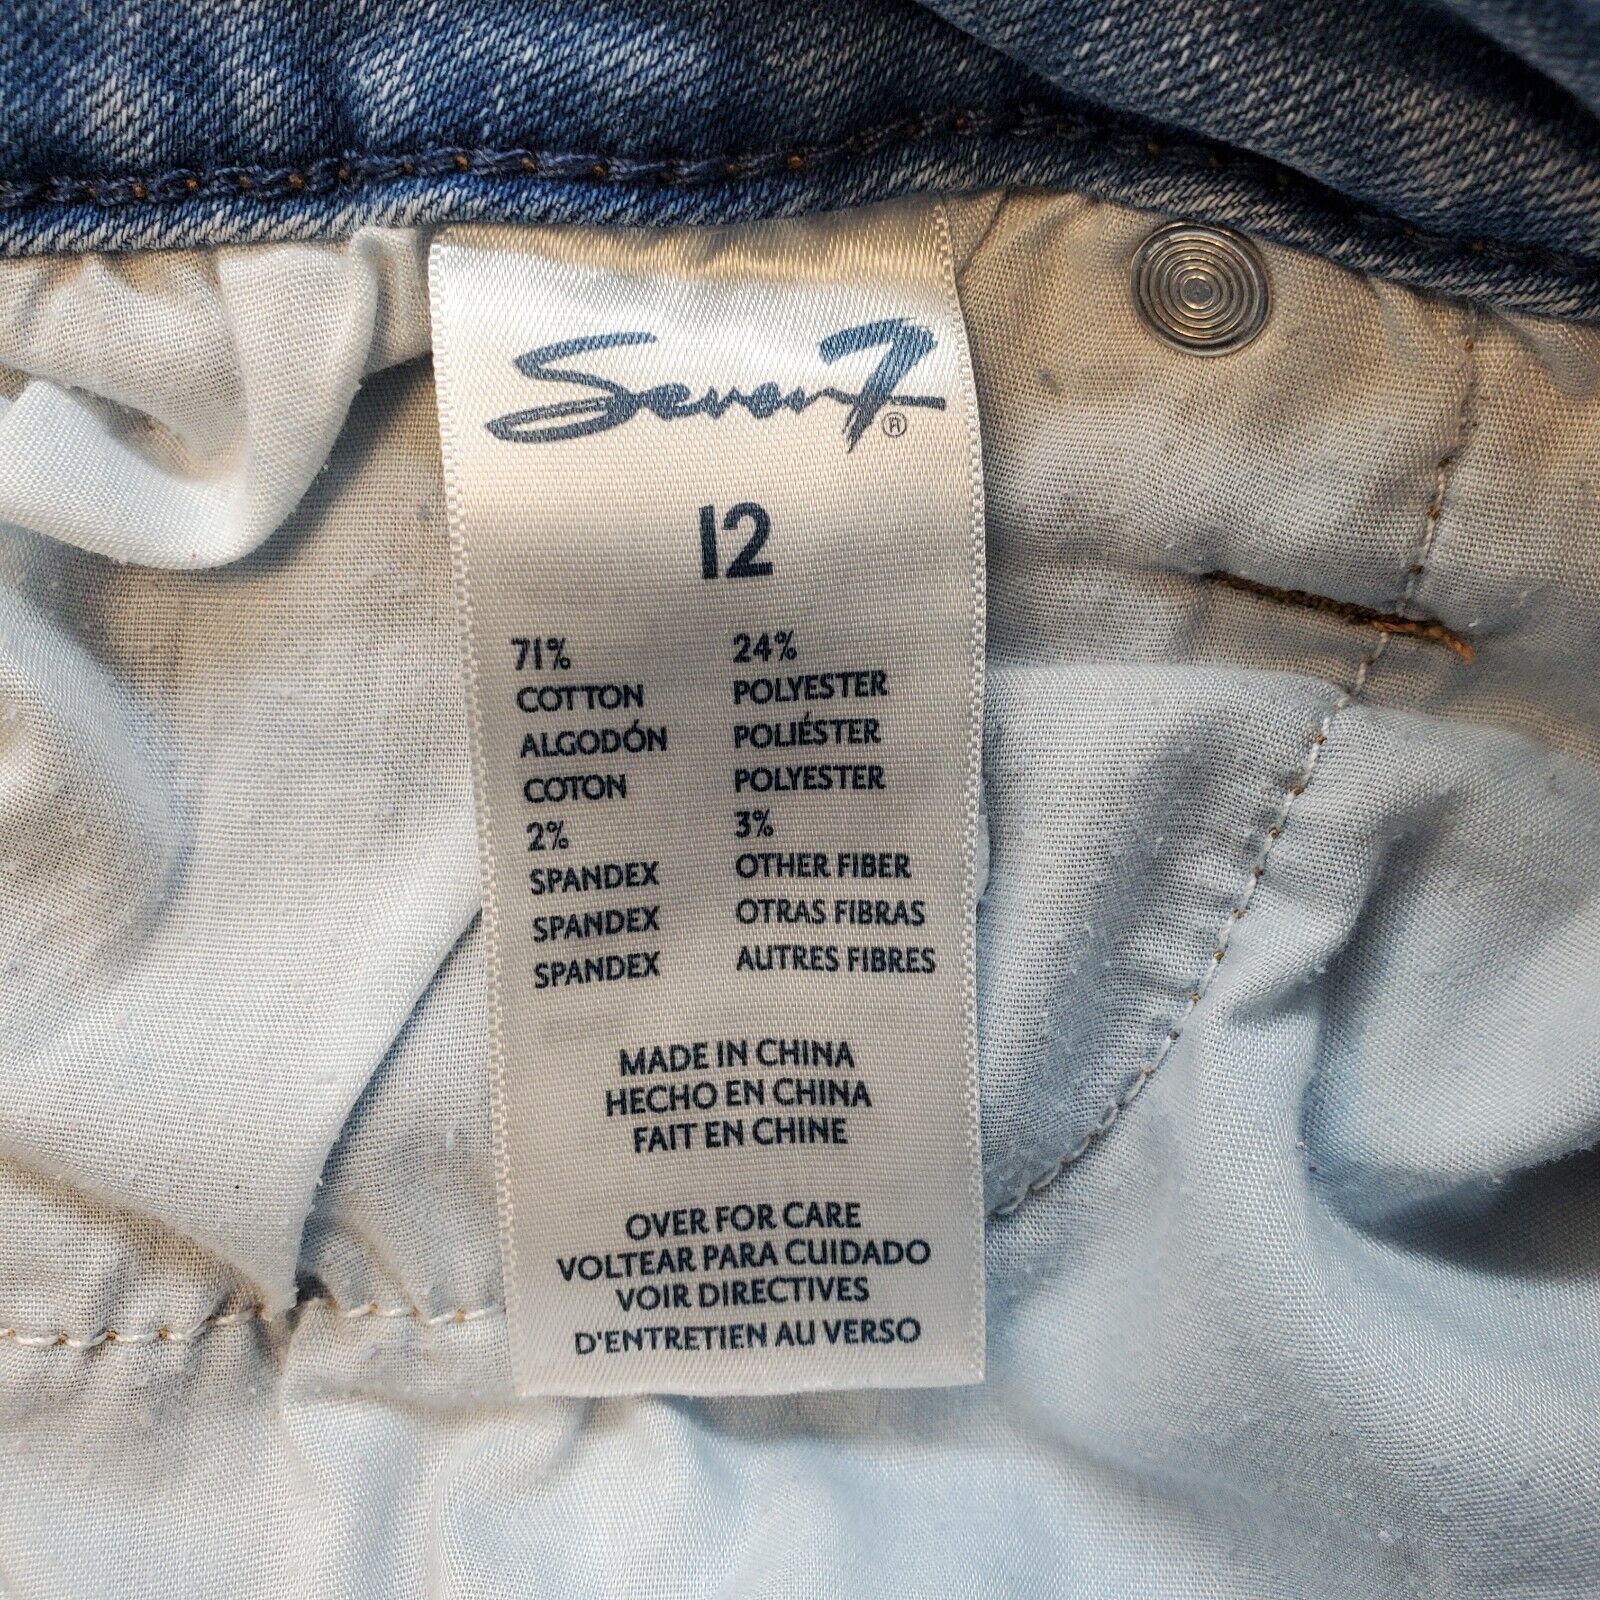 Seven7®
12
71%
COTTON
ALGODÓN
COTON
2%
SPANDEX
SPANDEX
SPANDEX
24%
POLYESTER
POLIÉSTER
POLYESTER
3%
OTHER FIBER
OTRAS FIBRAS
AUTRES FIBRES
MADE IN CHINA
HECHO EN CHINA
FAIT EN CHINE
OVER FOR CARE
VOLTEAR PARA CUIDADO
VOIR DIRECTIVES
D'ENTRETIEN AU VERSO